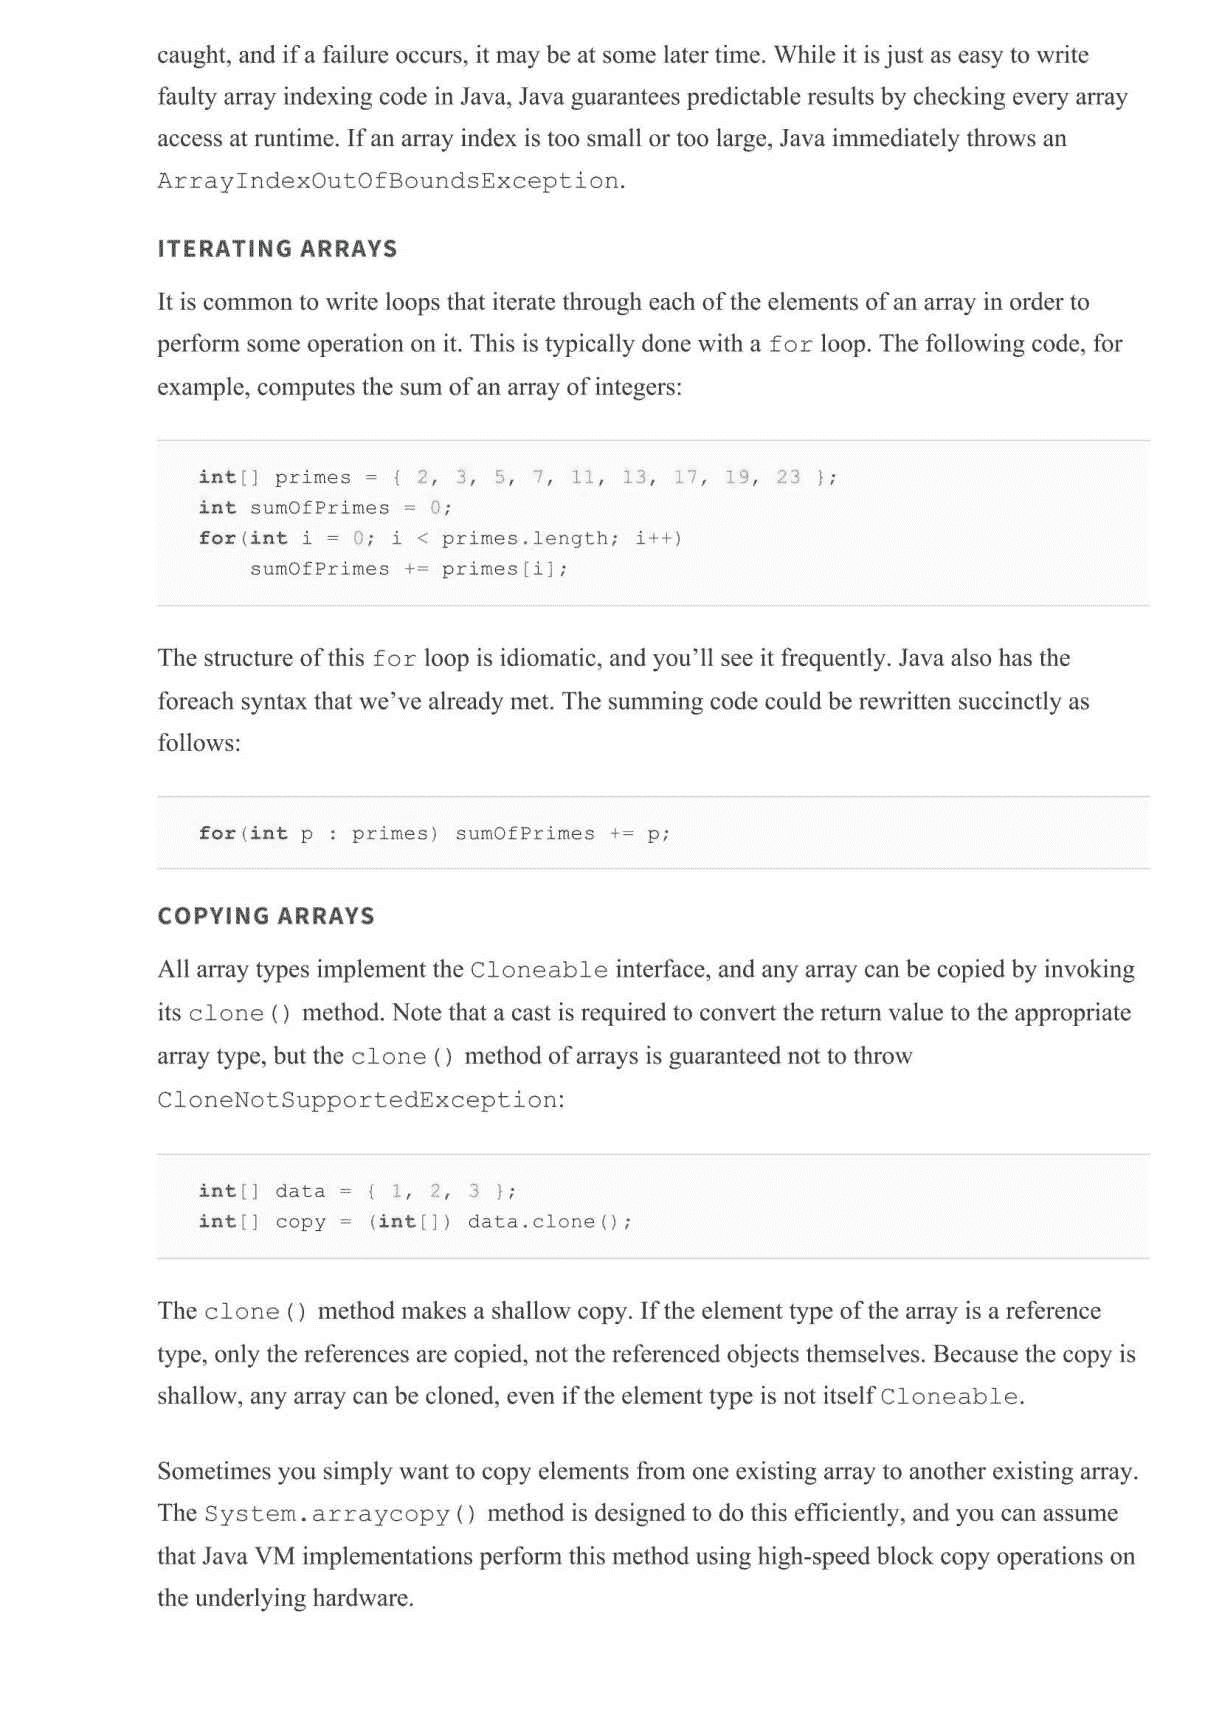 caught, and if a failure occurs, it may be at some later time. While it is just as easy to write
faulty array indexing code in Java, Java guarantees predictable results by checking every array
access at runtime. If an array index is too small or too large, Java immediately throws an
ArrayIndexOutOfBoundsException.
ITERATING ARRAYS
It is common to write loops that iterate through each of the elements of an array in order to
perform some operation on it. This is typically done with a for loop. The following code, for
example, computes the sum of an array of integers:
int[] primes = { 2, 3, 5, 7, 11, 13, 17, 19, 23 };
int sumOfPrimes = 0;
for(int i = 0; i < primes.length; i++)
    sumOfPrimes += primes[i];
The structure of this for loop is idiomatic, and you’ll see it frequently. Java also has the
foreach syntax that we’ve already met. The summing code could be rewritten succinctly as
follows:
for(int p : primes) sumOfPrimes += p;
COPYING ARRAYS
All array types implement the Cloneable interface, and any array can be copied by invoking
its clone() method. Note that a cast is required to convert the return value to the appropriate
array type, but the clone() method of arrays is guaranteed not to throw
CloneNotSupportedException:
int[] data = { 1, 2, 3 };
int[] copy = (int[]) data.clone();
The clone() method makes a shallow copy. If the element type of the array is a reference
type, only the references are copied, not the referenced objects themselves. Because the copy is
shallow, any array can be cloned, even if the element type is not itself Cloneable.
Sometimes you simply want to copy elements from one existing array to another existing array.
The System.arraycopy() method is designed to do this efficiently, and you can assume
that Java VM implementations perform this method using high-speed block copy operations on
the underlying hardware.